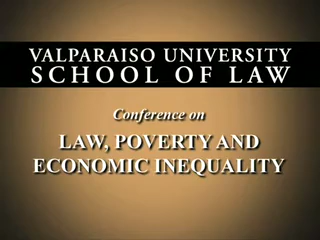 VALPARAISO UNIVERSITY
SCHOOL OF LAW
Conference on
LAW, POVERTY AND
ECONOMIC INEQUALITY